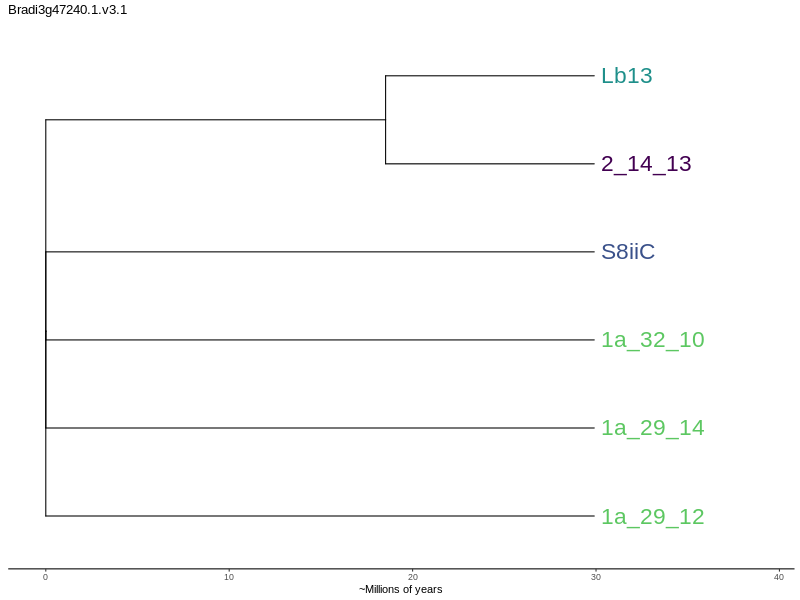 Bradi3g47240.1.v3.1
Lb13
2_14_13
S8iiC
1a_32_10
1a_29_14
1a_29_12
0 10 20 30 40
~Millions of years